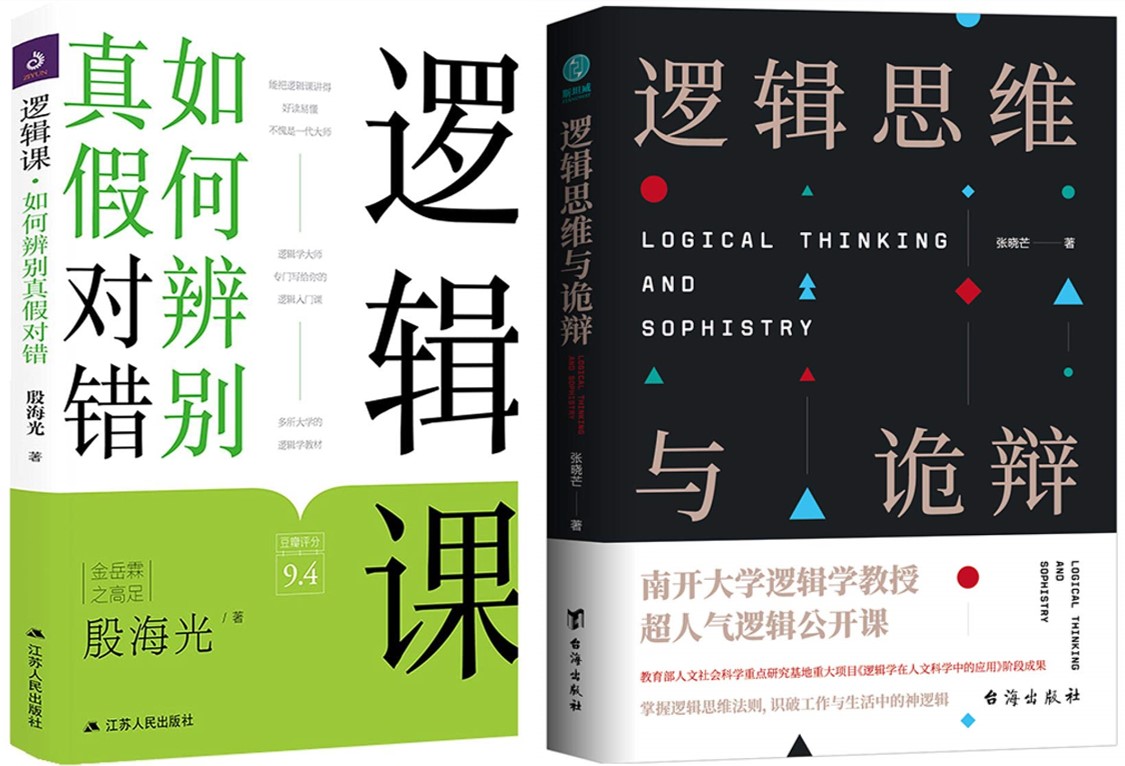 ZIYUN
逻辑课·如何辨别真假对错
殷海光
著
江苏人民出版社
逻辑课
如何辨别
真假对错
能把逻辑课讲得
好读易懂
不愧是一代大师
逻辑学大师
专门写给你的
逻辑入门课
多所大学的
逻辑学教材
豆瓣评分
9.4
金岳霖
之高足
殷海光 / 著
江苏人民出版社
斯坦威
逻辑思维与诡辩
LOGICAL THINKING
AND SOPHISTRY
张晓芒——著
台海出版社
逻辑思维
LOGICAL THINKING
AND
SOPHISTRY
张晓芒——著
与诡辩
南开大学逻辑学教授
超人气逻辑公开课
教育部人文社会科学重点研究基地重大项目《逻辑学在人文科学中的应用》阶段成果
掌握逻辑思维法则, 识破工作与生活中的神逻辑
LOGICAL THINKING
AND
SOPHISTRY
台海出版社